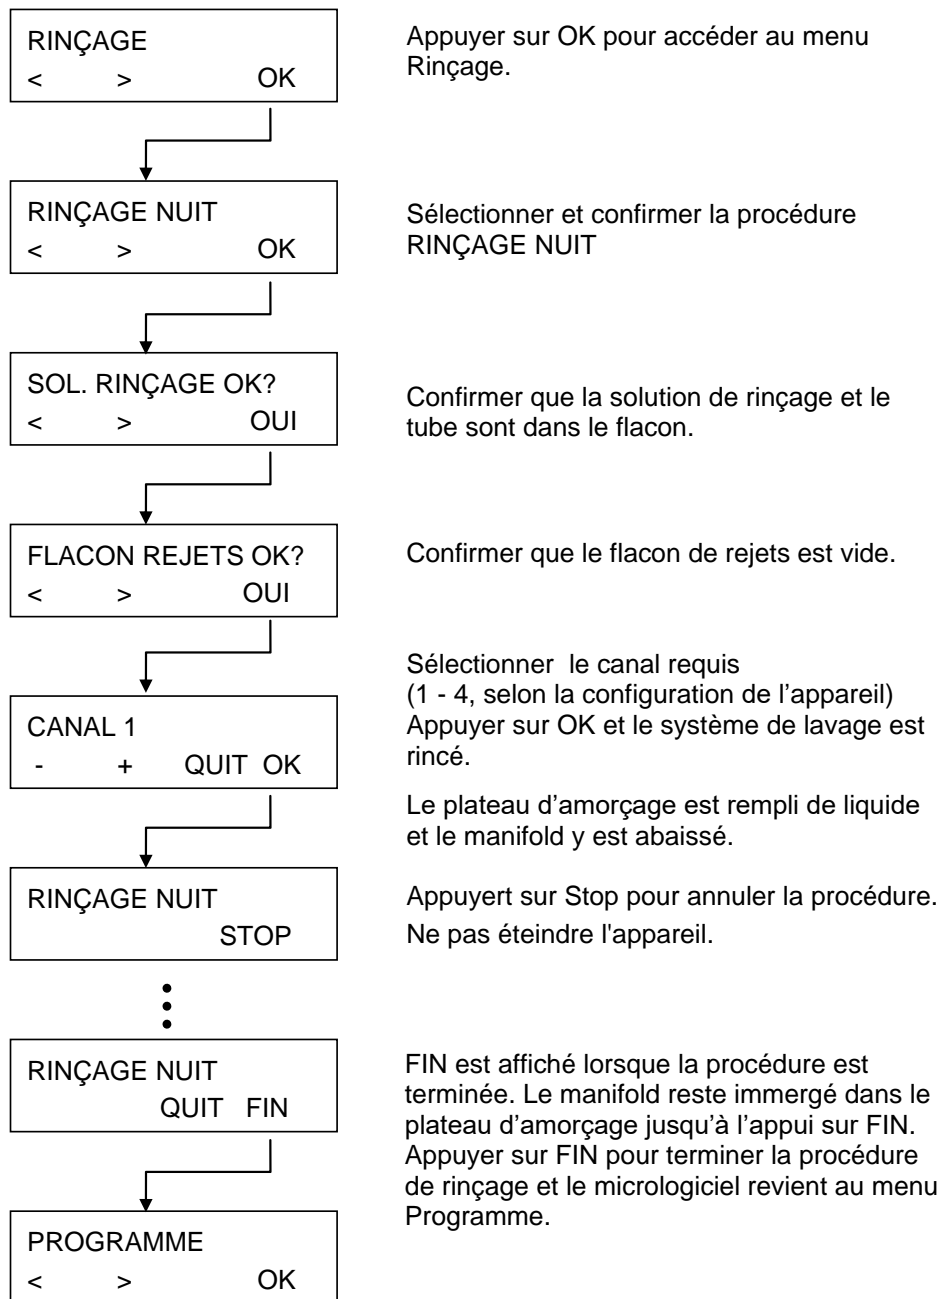 RINÇAGE
< > OK
Appuyer sur OK pour accéder au menu
Rinçage.
RINÇAGE NUIT
< > OK
Sélectionner et confirmer la procédure
RINÇAGE NUIT
SOL. RINÇAGE OK?
< > OUI
Confirmer que la solution de rinçage et le
tube sont dans le flacon.
FLACON REJETS OK?
< > OUI
Confirmer que le flacon de rejets est vide.
CANAL 1
- + QUIT OK
Sélectionner le canal requis
(1 - 4, selon la configuration de l’appareil)
Appuyer sur OK et le système de lavage est
rincé.
Le plateau d’amorçage est rempli de liquide
et le manifold y est abaissé.
RINÇAGE NUIT
STOP
Appuyert sur Stop pour annuler la procédure.
Ne pas éteindre l'appareil.
RINÇAGE NUIT
QUIT FIN
FIN est affiché lorsque la procédure est
terminée. Le manifold reste immergé dans le
plateau d’amorçage jusqu’à l’appui sur FIN.
Appuyer sur FIN pour terminer la procédure
de rinçage et le micrologiciel revient au menu
Programme.
PROGRAMME
< > OK